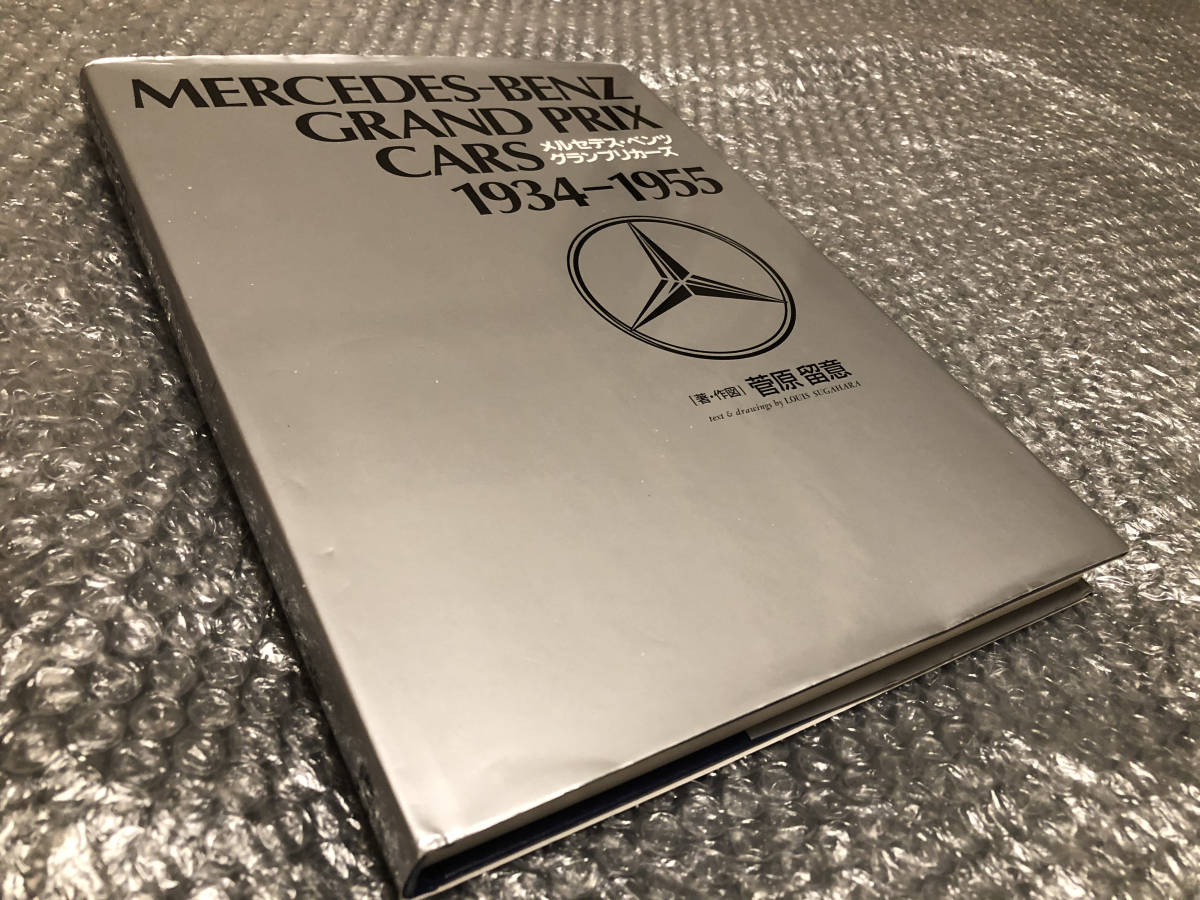 MERCEDES-BENZ
GRAND PRIX
CARS
メルセデス・ベンツ
グランプリカーズ
1934–1955
[著・作図] 菅原留意
text & drawings by LOUIS SUGAHARA